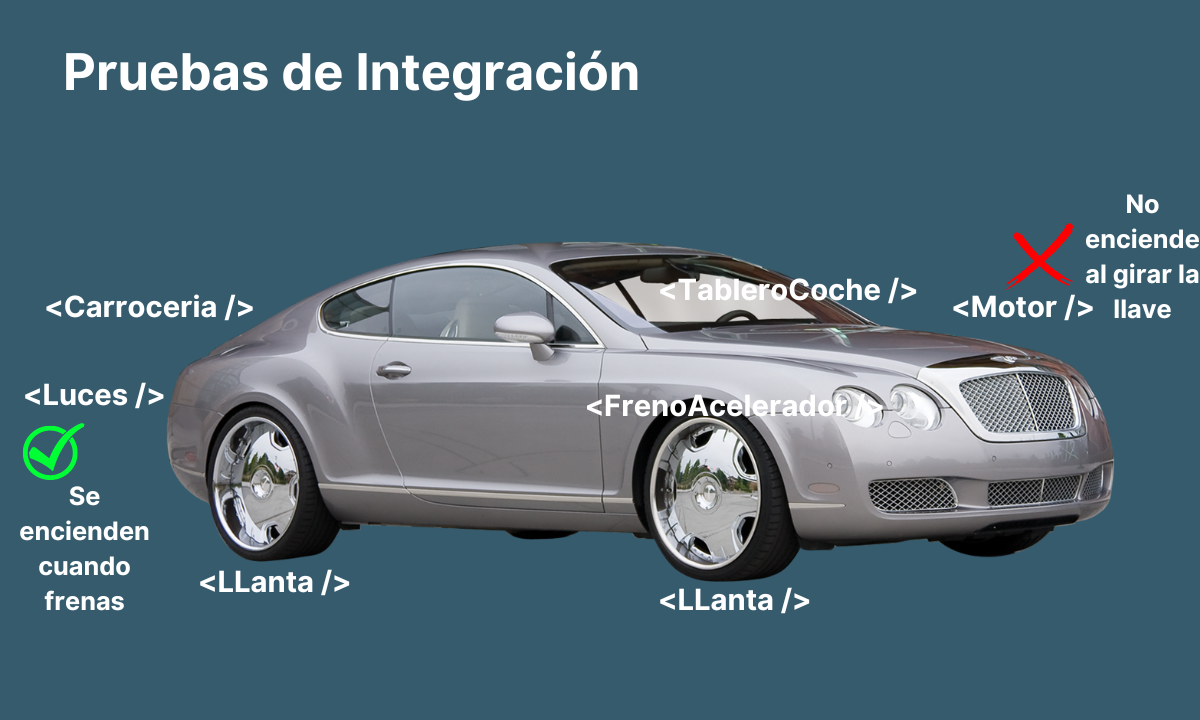 Pruebas de Integración
No
enciende
al girar la
llave
<TableroCoche />
<Carroceria />
<Motor />
<Luces />
<FrenoAcelerador />
Se
encienden
cuando
frenas
<LLanta />
<LLanta />